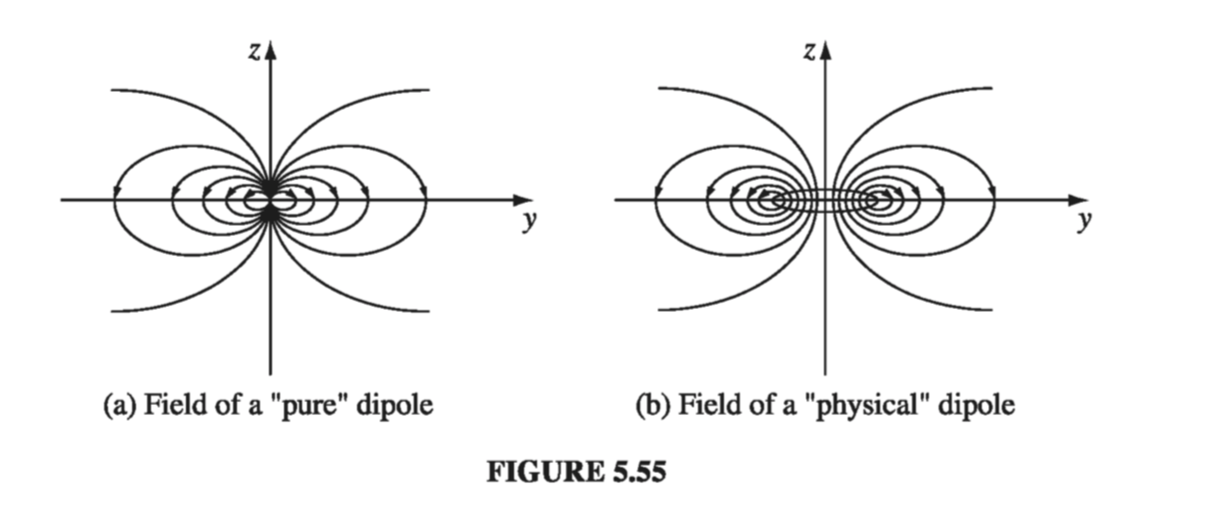 z
z
y
y
(a) Field of a "pure" dipole
(b) Field of a "physical" dipole
FIGURE 5.55